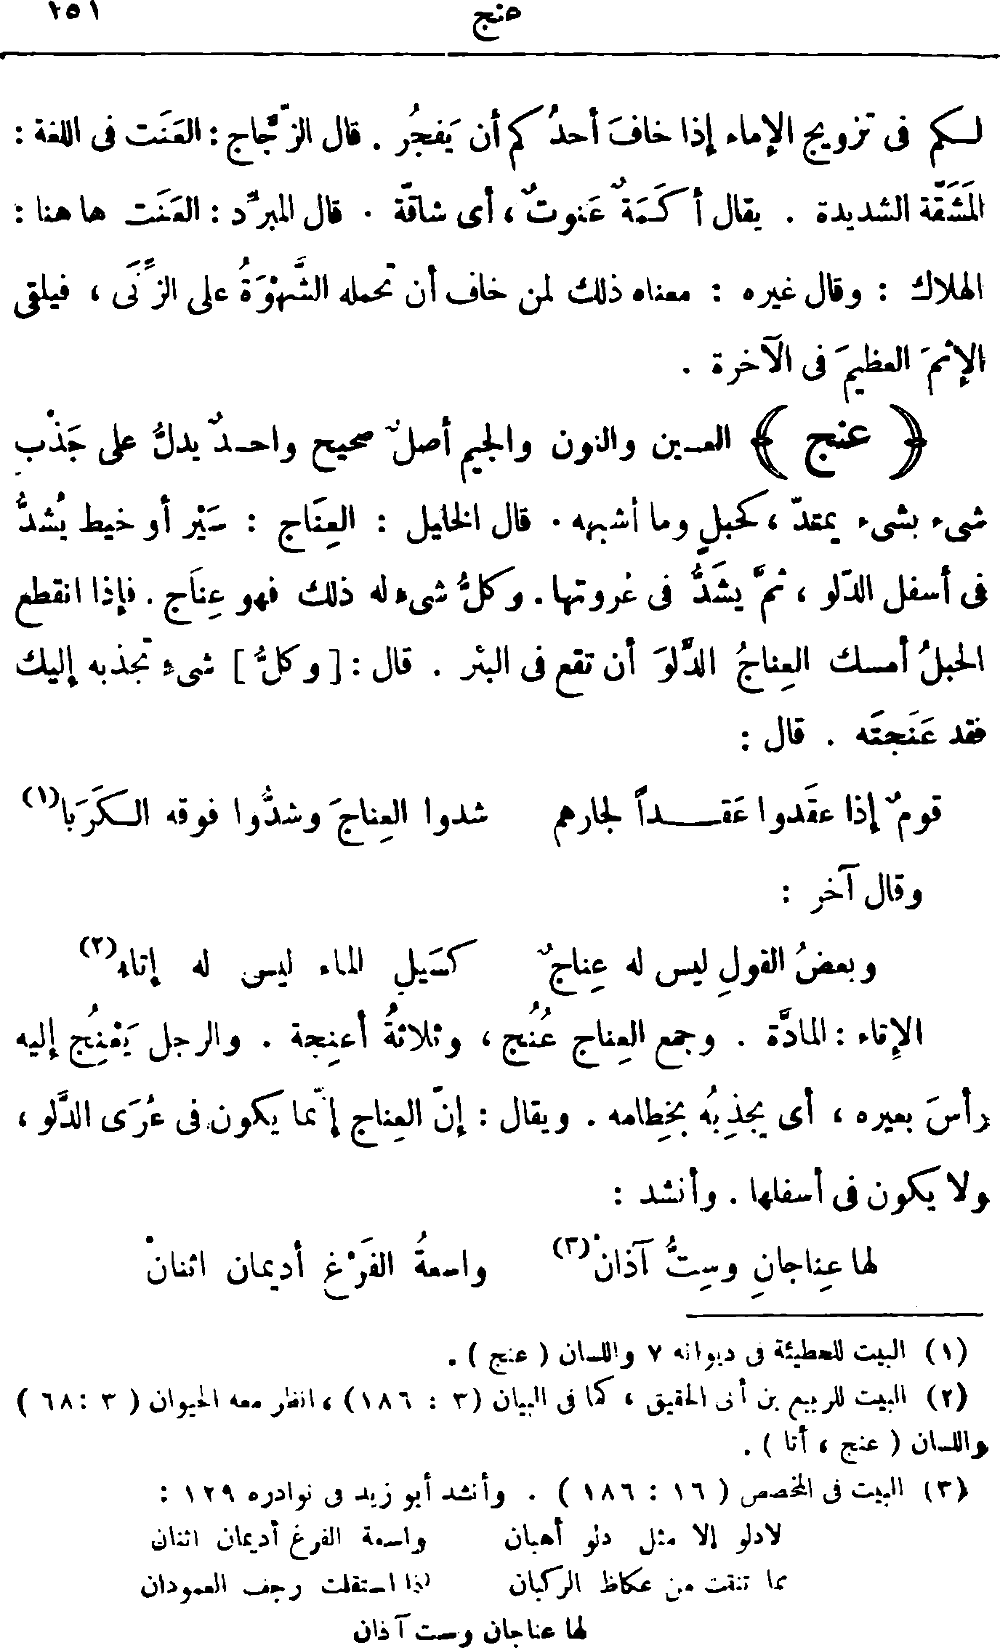 عنج ١٥١
لكم فى تزويج الإماء إذا خافَ أحدُكم أن يَفجُر . قال الزّجّاج : العَنَت فى اللغة :
المَشَقّة الشديدة . يقال أكَمَةٌ عَنوتٌ ، أى شاقّة . قال المبرِّد : العَنَت هاهنا :
الهلاك : وقال غيره : معناه ذلك لمن خاف أن تحمله الشَّهْوَةُ على الزِّنَى ، فيلقى
الإثمَ العظيمَ فى الآخرة .
﴿ عنج ﴾ العين والنون والجيم أصلٌ صحيح واحدٌ يدلُّ على جَذْب
شىء بشىء يمتدّ ، كحبلٍ وما أشبهه . قال الخليل : العِنَاج : سَيْر أو خيط يُشدُّ
فى أسفل الدّلو ، ثمَّ يشَدُّ فى عُروتها . وكلُّ شىء له ذلك فهو عِنَاج . فإذا انقطع
الحبلُ أمسك العِناجُ الدَّلوَ أن تقع فى البئر . قال : [ وكلُّ ] شىءٍ تجذبه إليك
فقد عَنَجتَه . قال :
قومٌ إذا عقَدوا عَقداً لجارهم شدوا العِناجَ وشدُّوا فوقه الكَرَبا(١)
وقال آخر :
وبعضُ القولِ ليس له عِناجٌ كسَيلِ الماء ليس له إتاءُ(٢)
الإتاء : المادَّة . وجمع العِناج عُنُج ، وثلاثةُ أعنِجة . والرجل يَعْنِجُ إليه
رأسَ بعيره ، أى يجذِبُه بخِطامه . ويقال : إنّ العِناج إنّما يكون فى عُرَى الدَّلو ،
ولا يكون فى أسفلها . وأنشد :
لها عِناجانِ وسِتُّ آذانْ(٣) واسعةُ الفَرْغِ أديمان اثنانْ
(١) البيت للحطيئة فى ديوانه ٧ واللسان ( عنج ) .
(٢) البيت للربيع بن أبى الحقيق ، كما فى البيان (٣ : ١٨٦) ، انظر معه الحيوان ( ٣ : ٦٨ )
واللسان ( عنج ، أتا ) .
(٣) البيت فى المخصص ( ١٦ : ١٨٦ ) . وأنشد أبو زيد فى نوادره ١٢٩ :
لادلو إلا مثل دلو أهبان واسعة الفرغ أديمان اثنان
مما تنقت من عكاظ الركبان إذا استقلت رجف العمودان
لها عناجان وست آذان